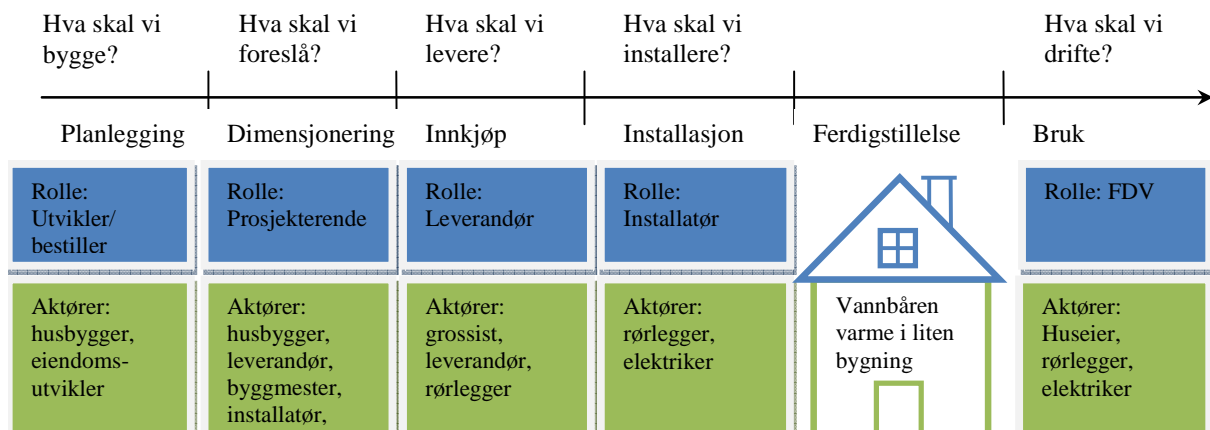 Hva skal vi
bygge?
Hva skal vi
foreslå?
Hva skal vi
levere?
Hva skal vi
installere?
Hva skal vi
drifte?
Planlegging
Dimensjonering
Innkjøp
Installasjon
Ferdigstillelse
Bruk
Rolle:
Utvikler/
bestiller
Rolle:
Prosjekterende
Rolle:
Leverandør
Rolle:
Installatør
Rolle: FDV
Aktører:
husbygger,
eiendoms-
utvikler
Aktører:
husbygger,
leverandør,
byggmester,
installatør,
Aktører:
grossist,
leverandør,
rørlegger
Aktører:
rørlegger,
elektriker
Vannbåren
varme i liten
bygning
Aktører:
Huseier,
rørlegger,
elektriker